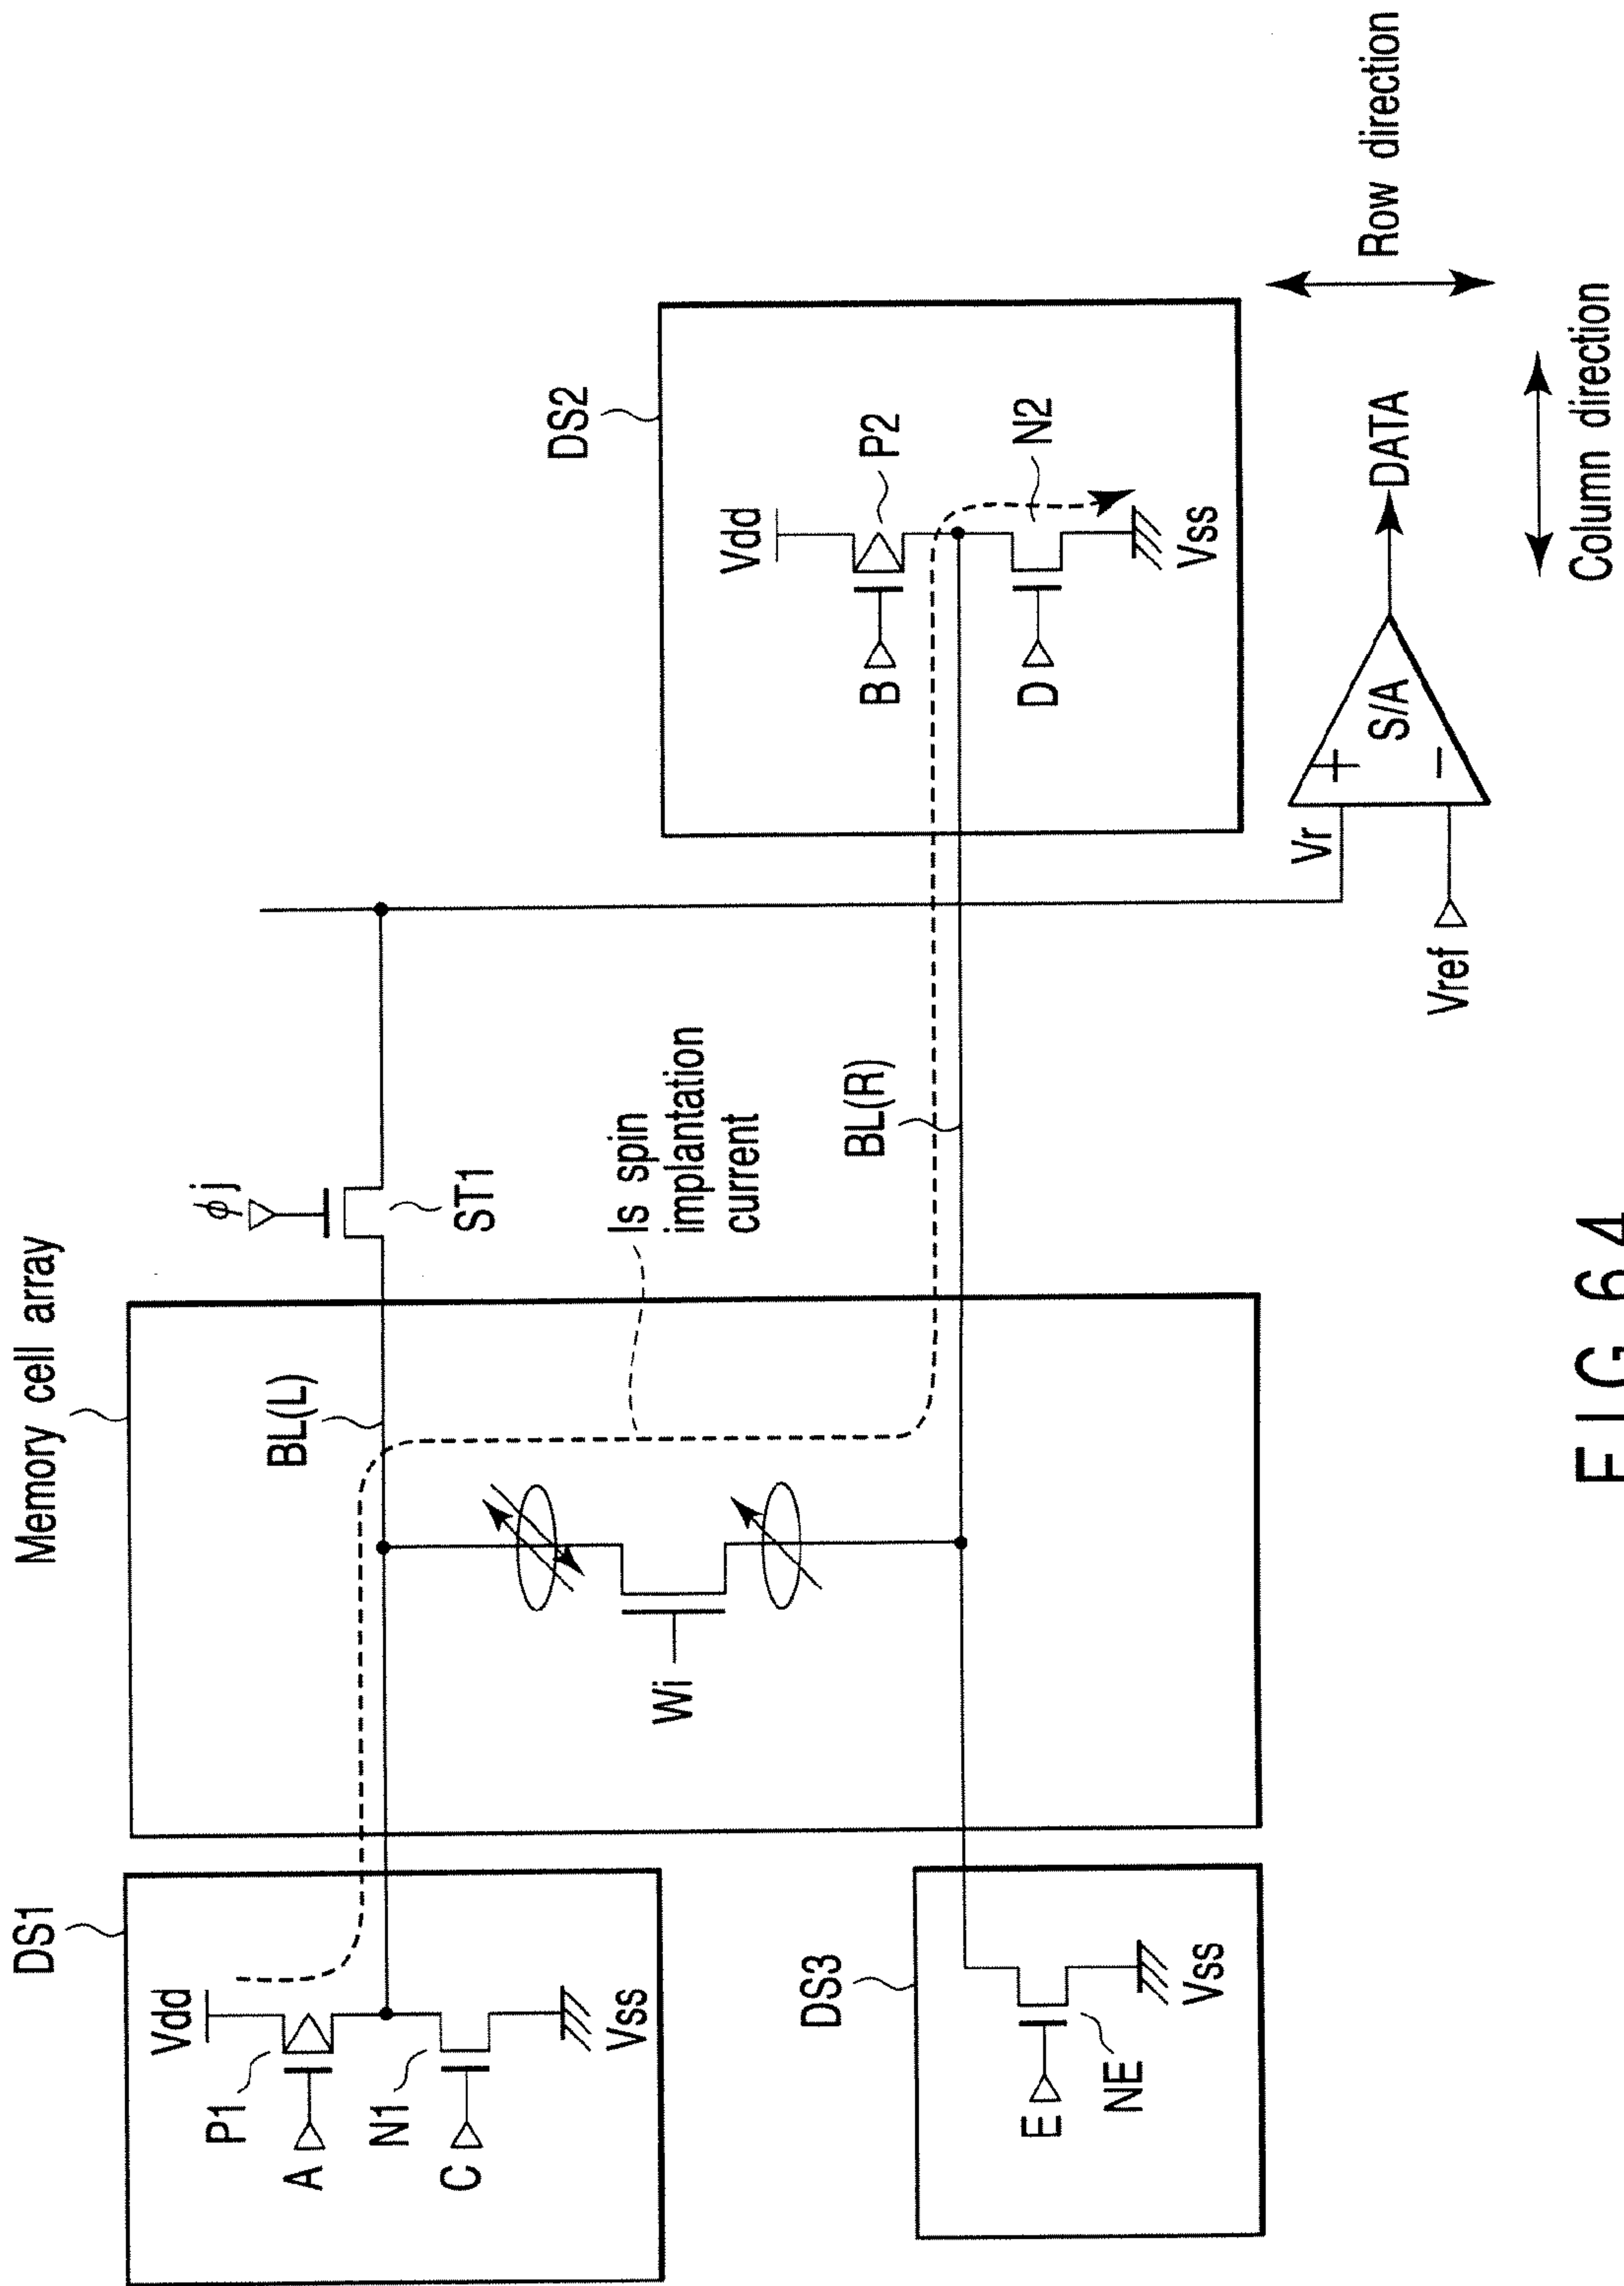 Memory cell array
DS1
Vdd
P1
A
N1
C
Vss
BL(L)
Wi
ϕj
ST1
Is spin
implantation
current
BL(R)
DS2
Vdd
P2
B
N2
D
Vss
DS3
E
NE
Vss
Vr
Vref
+
−
S/A
DATA
Row direction
Column direction
FIG. 64